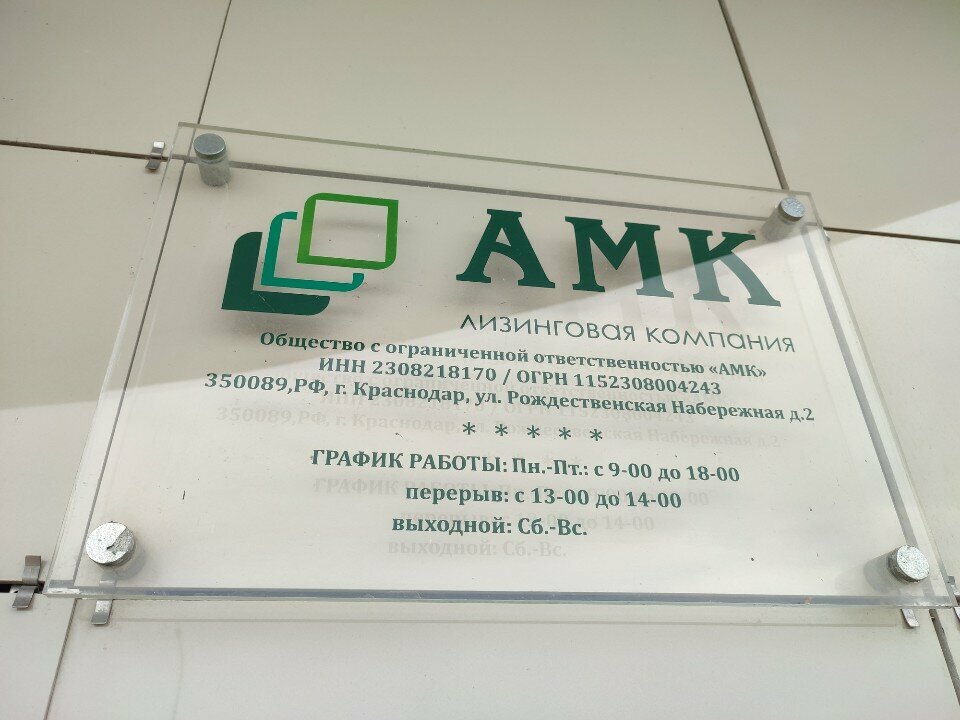 АМК
ЛИЗИНГОВАЯ КОМПАНИЯ
Общество с ограниченной ответственностью «АМК»
ИНН 2308218170 / ОГРН 1152308004243
350089,РФ, г. Краснодар, ул. Рождественская Набережная д.2
* * * * *
ГРАФИК РАБОТЫ: Пн.-Пт.: с 9-00 до 18-00
перерыв: с 13-00 до 14-00
выходной: Сб.-Вс.